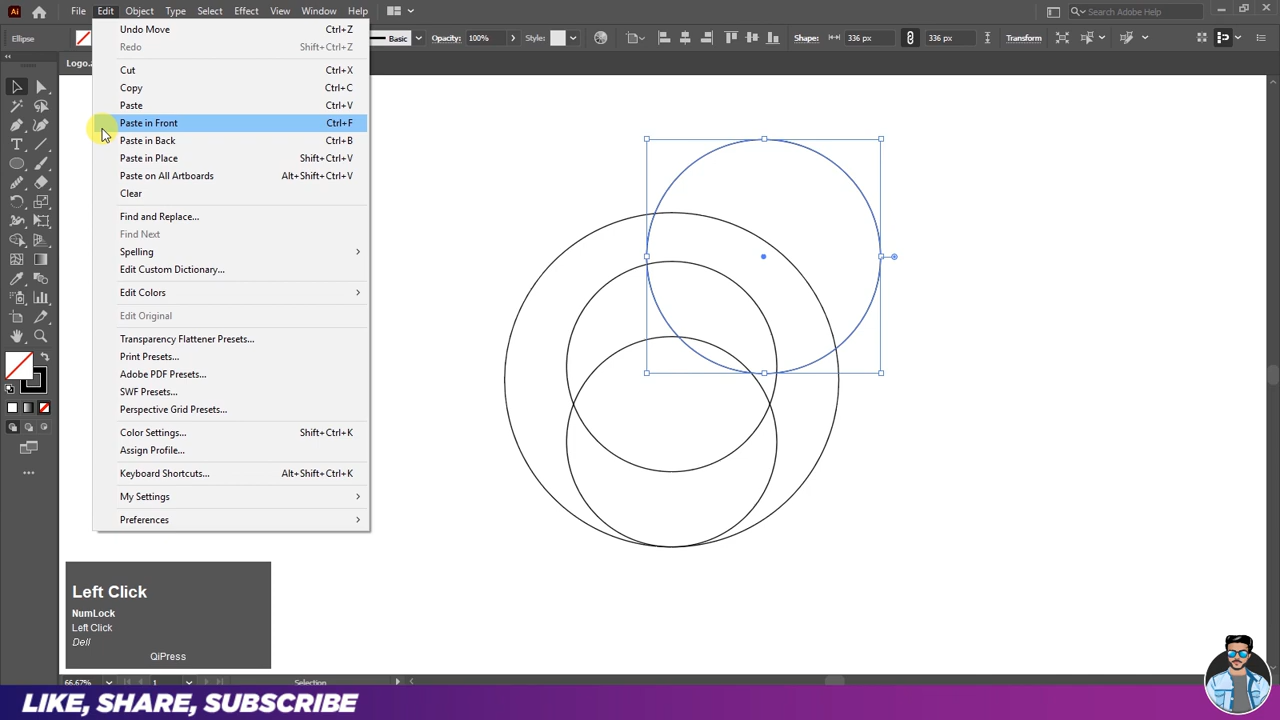 Ai File Edit Object Type Select Effect View Window Help Search Adobe Help
Ellipse Basic Opacity: 100% Style: Shape: 336 px 336 px Transform
Undo Move Ctrl+Z
Redo Shift+Ctrl+Z
Logo.a
Cut Ctrl+X
Copy Ctrl+C
Paste Ctrl+V
Paste in Front Ctrl+F
Paste in Back Ctrl+B
Paste in Place Shift+Ctrl+V
Paste on All Artboards Alt+Shift+Ctrl+V
Clear
Find and Replace...
Find Next
Spelling
Edit Custom Dictionary...
Edit Colors
Edit Original
Transparency Flattener Presets...
Print Presets...
Adobe PDF Presets...
SWF Presets...
Perspective Grid Presets...
Color Settings... Shift+Ctrl+K
Assign Profile...
Keyboard Shortcuts... Alt+Shift+Ctrl+K
My Settings
Preferences
Left Click
NumLock
Left Click
Dell
QiPress
66.67% 1 Selection
LIKE, SHARE, SUBSCRIBE